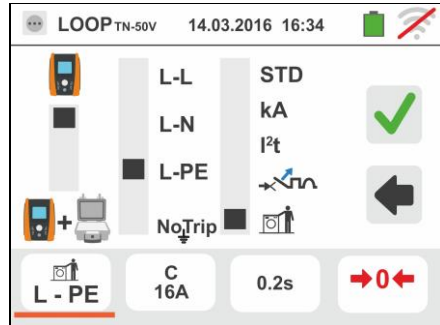 LOOP TN-50V 14.03.2016 16:34
L-L STD
L-N kA
I²t
L-PE
+
NoTrip
L - PE
C
16A
0.2s
0